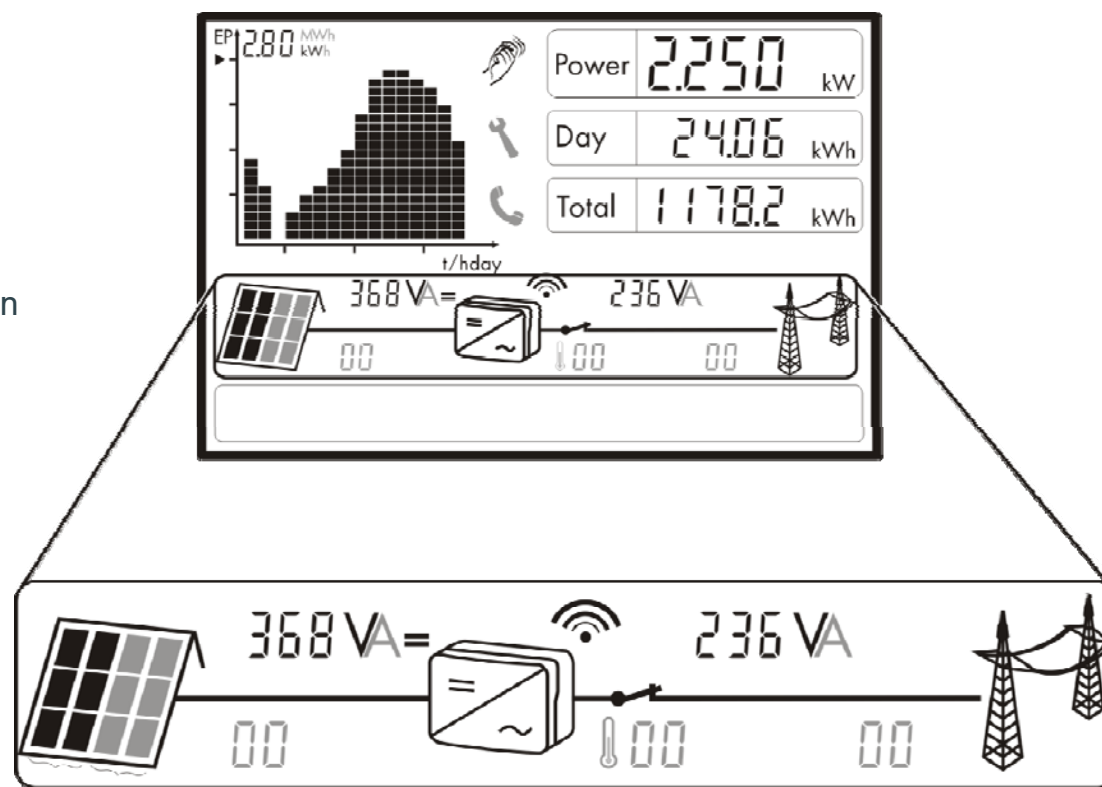 EP 2.80 MWh
kWh
Power 2.250 kW
Day 24.06 kWh
Total 1178.2 kWh
t/hday
n
368 VA= 236 VA
00 00 00
368 VA= 236 VA
00 00 00